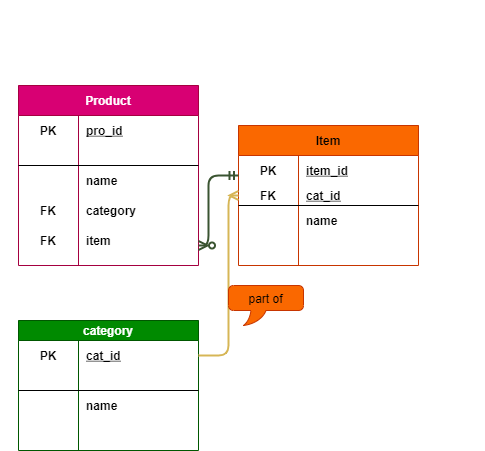 Product
PK pro_id
name
FK category
FK item
Item
PK item_id
FK cat_id
name
part of
category
PK cat_id
name